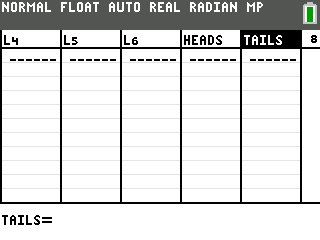 NORMAL FLOAT AUTO REAL RADIAN MP
L4 L5 L6 HEADS TAILS 8
------ ------ ------ ------ ------
TAILS=